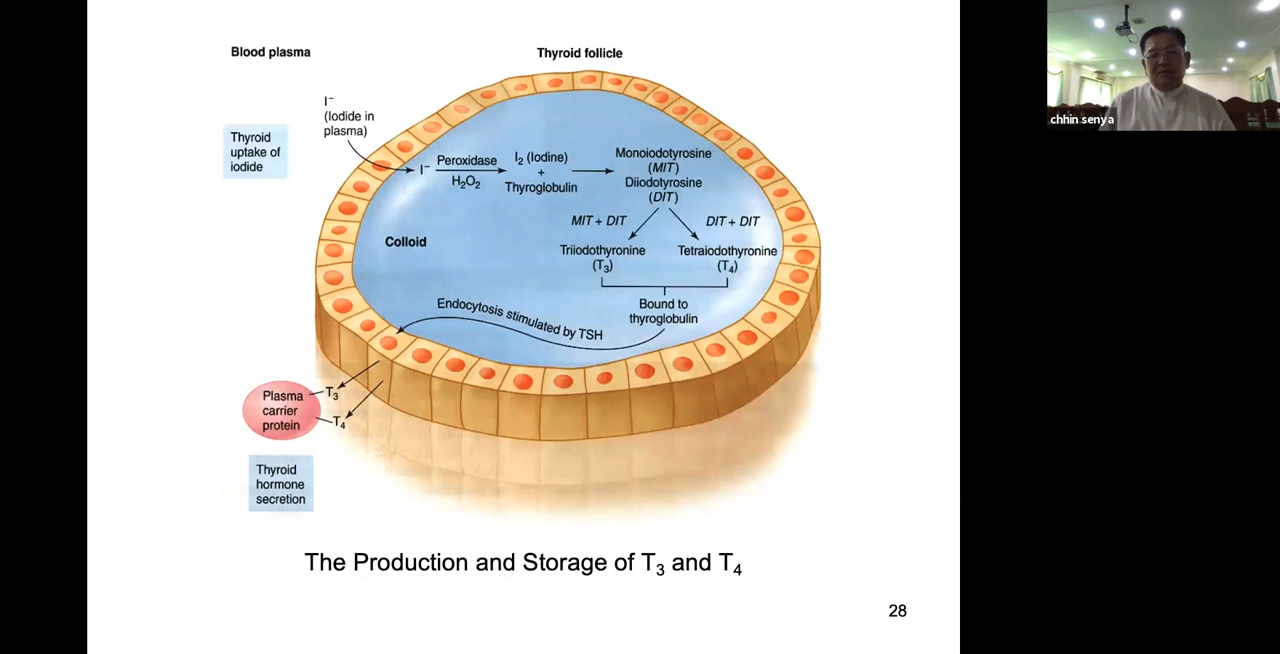 Blood plasma
Thyroid follicle
I⁻
(Iodide in
plasma)
Thyroid
uptake of
iodide
I⁻
Peroxidase
H₂O₂
I₂ (Iodine)
+
Thyroglobulin
Monoiodotyrosine
(MIT)
Diiodotyrosine
(DIT)
MIT + DIT
DIT + DIT
Colloid
Triiodothyronine
(T₃)
Tetraiodothyronine
(T₄)
Bound to
thyroglobulin
Endocytosis stimulated by TSH
Plasma
carrier
protein
T₃
T₄
Thyroid
hormone
secretion
The Production and Storage of T₃ and T₄
28
chhin senya